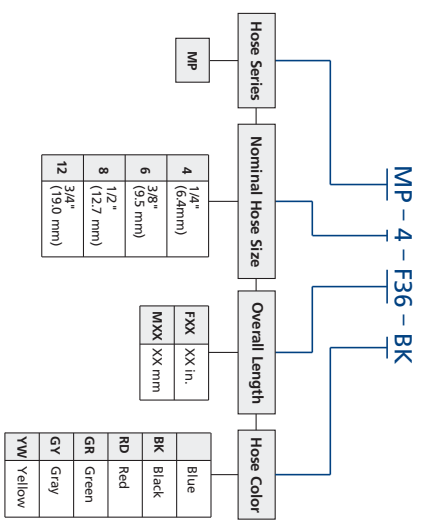 MP – 4 – F36 – BK
Hose Series
MP
Nominal Hose Size
4 1/4"
(6.4mm)
6 3/8"
(9.5 mm)
8 1/2"
(12.7 mm)
12 3/4"
(19.0 mm)
Overall Length
FXX XX in.
MXX XX mm
Hose Color
Blue
BK Black
RD Red
GR Green
GY Gray
YW Yellow